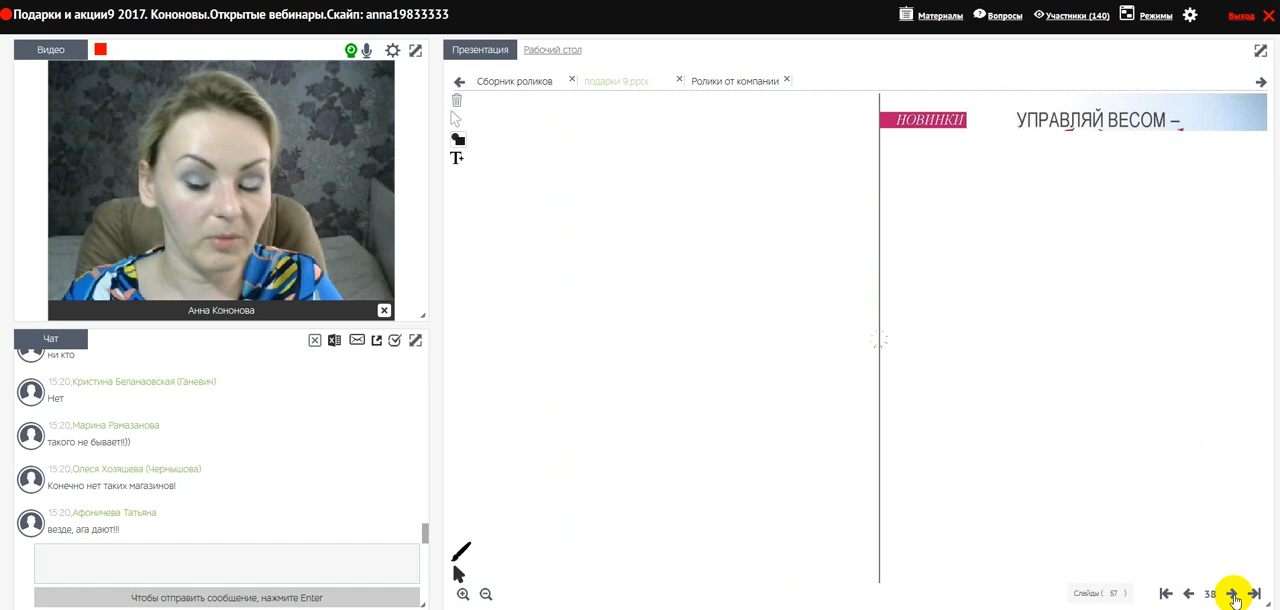 Подарки и акции9 2017. Кононовы.Открытые вебинары.Скайп: anna19833333
Материалы
Вопросы
Участники (140)
Режимы
Выход
Видео
Анна Кононова
Чат
ни кто
15:20,Кристина Беланаовская (Ганевич)
Нет
15:20,Марина Рамазанова
такого не бывает!!))
15:20,Олеся Хозяшева (Чернышова)
Конечно нет таких магазинов!
15:20,Афоничева Татьяна
везде, ага дают!!!
Чтобы отправить сообщение, нажмите Enter
Презентация
Рабочий стол
Сборник роликов
подарки 9.pptx
Ролики от компании
T+
НОВИНКИ
УПРАВЛЯЙ ВЕСОМ –
Слайды ( 57 )
38